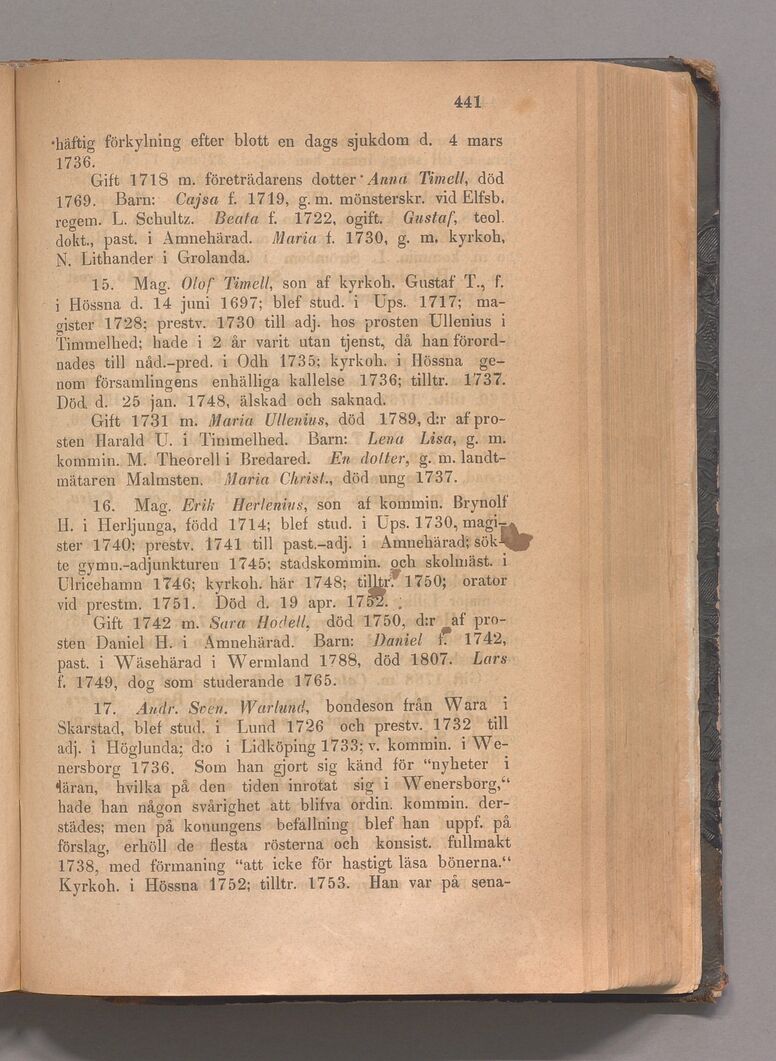 441
häftig förkylning efter blott en dags sjukdom d. 4 mars
1736.
Gift 1718 m. företrädarens dotter Anna Timell, död
1769. Barn: Cajsa f. 1719, g. m. mönsterskr. vid Elfsb.
regem. L. Schultz. Beata f. 1722, ogift. Gustaf, teol.
dokt., past. i Amnehärad. Maria f. 1730, g. m. kyrkoh,
N. Lithander i Grolanda.
15. Mag. Olof Timell, son af kyrkoh. Gustaf T., f.
i Hössna d. 14 juni 1697; blef stud. i Ups. 1717; ma-
gister 1728; prestv. 1730 till adj. hos prosten Ullenius i
Timmelhed; hade i 2 år varit utan tjenst, då han förord-
nades till nåd.-pred. i Odh 1735; kyrkoh. i Hössna ge-
nom församlingens enhälliga kallelse 1736; tilltr. 1737.
Död d. 25 jan. 1748, älskad och saknad.
Gift 1731 m. Maria Ullenius, död 1789, d:r af pro-
sten Harald U. i Timmelhed. Barn: Lena Lisa, g. m.
kommin. M. Theorell i Bredared. En dotter, g. m. landt-
mätaren Malmsten. Maria Christ., död ung 1737.
16. Mag. Erik Herlenius, son af kommin. Brynolf
H. i Herljunga, född 1714; blef stud. i Ups. 1730, magi-
ster 1740; prestv. 1741 till past.-adj. i Amnehärad; sök-
te gymn.-adjunkturen 1745; stadskommin. och skolmäst. i
Ulricehamn 1746; kyrkoh. här 1748; tilltr. 1750; orator
vid prestm. 1751. Död d. 19 apr. 1752.
Gift 1742 m. Sara Hodell, död 1750, d:r af pro-
sten Daniel H. i Amnehärad. Barn: Daniel f. 1742,
past. i Wäsehärad i Wermland 1788, död 1807. Lars
f. 1749, dog som studerande 1765.
17. Andr. Sven. Warlund, bondeson från Wara i
Skarstad, blef stud. i Lund 1726 och prestv. 1732 till
adj. i Höglunda; d:o i Lidköping 1733; v. kommin. i We-
nersborg 1736. Som han gjort sig känd för “nyheter i
läran, hvilka på den tiden inrotat sig i Wenersborg,“
hade han någon svårighet att blifva ordin. kommin. der-
städes; men på konungens befallning blef han uppf. på
förslag, erhöll de flesta rösterna och konsist. fullmakt
1738, med förmaning “att icke för hastigt läsa bönerna.“
Kyrkoh. i Hössna 1752; tilltr. 1753. Han var på sena-